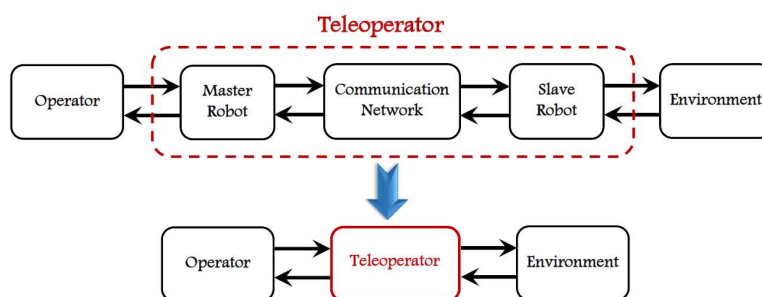 Teleoperator
Operator
Master
Robot
Communication
Network
Slave
Robot
Environment
Operator
Teleoperator
Environment